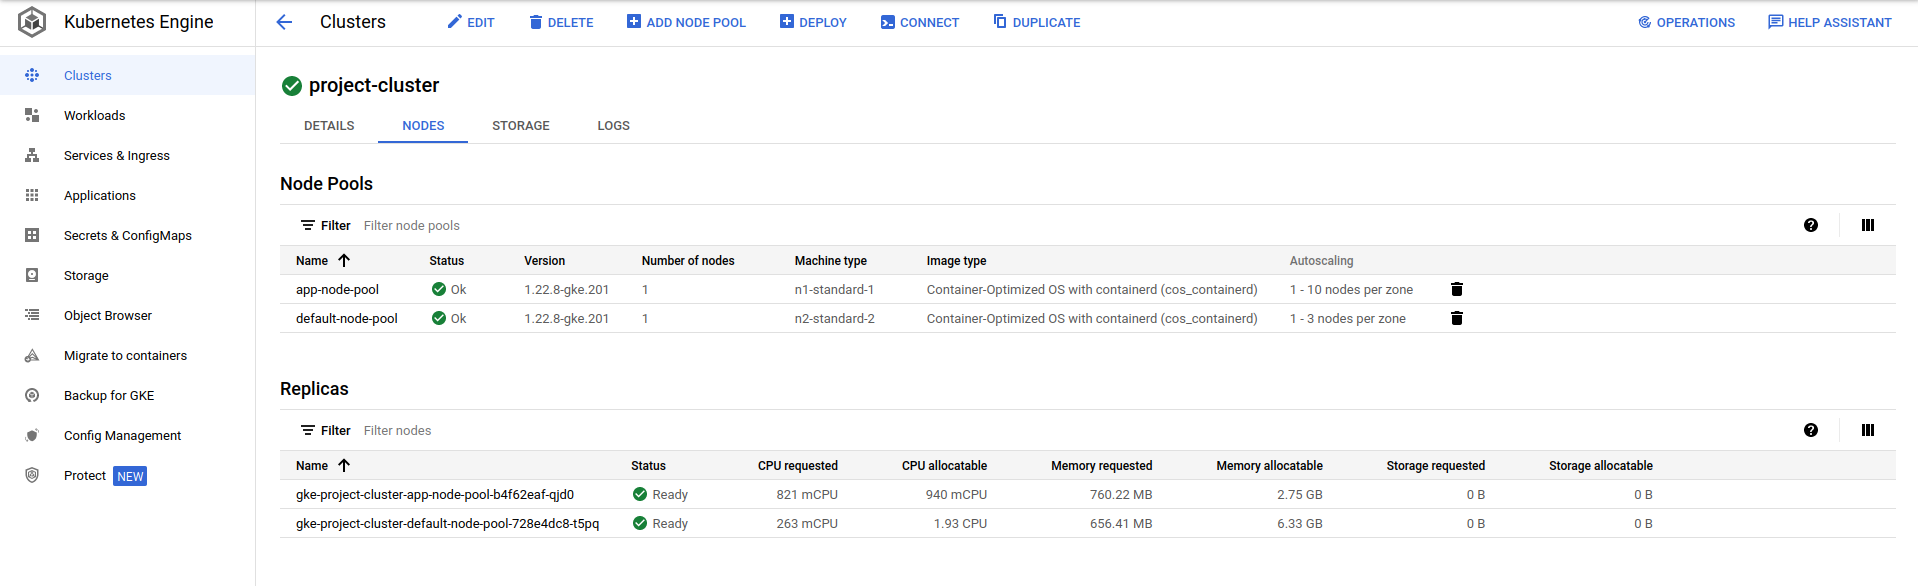 Kubernetes Engine
Clusters
EDIT
DELETE
ADD NODE POOL
DEPLOY
CONNECT
DUPLICATE
OPERATIONS
HELP ASSISTANT
Clusters
Workloads
Services & Ingress
Applications
Secrets & ConfigMaps
Storage
Object Browser
Migrate to containers
Backup for GKE
Config Management
Protect NEW
project-cluster
DETAILS NODES STORAGE LOGS
Node Pools
Filter Filter node pools
Name Status Version Number of nodes Machine type Image type Autoscaling
app-node-pool Ok 1.22.8-gke.201 1 n1-standard-1 Container-Optimized OS with containerd (cos_containerd) 1 - 10 nodes per zone
default-node-pool Ok 1.22.8-gke.201 1 n2-standard-2 Container-Optimized OS with containerd (cos_containerd) 1 - 3 nodes per zone
Replicas
Filter Filter nodes
Name Status CPU requested CPU allocatable Memory requested Memory allocatable Storage requested Storage allocatable
gke-project-cluster-app-node-pool-b4f62eaf-qjd0 Ready 821 mCPU 940 mCPU 760.22 MB 2.75 GB 0 B 0 B
gke-project-cluster-default-node-pool-728e4dc8-t5pq Ready 263 mCPU 1.93 CPU 656.41 MB 6.33 GB 0 B 0 B